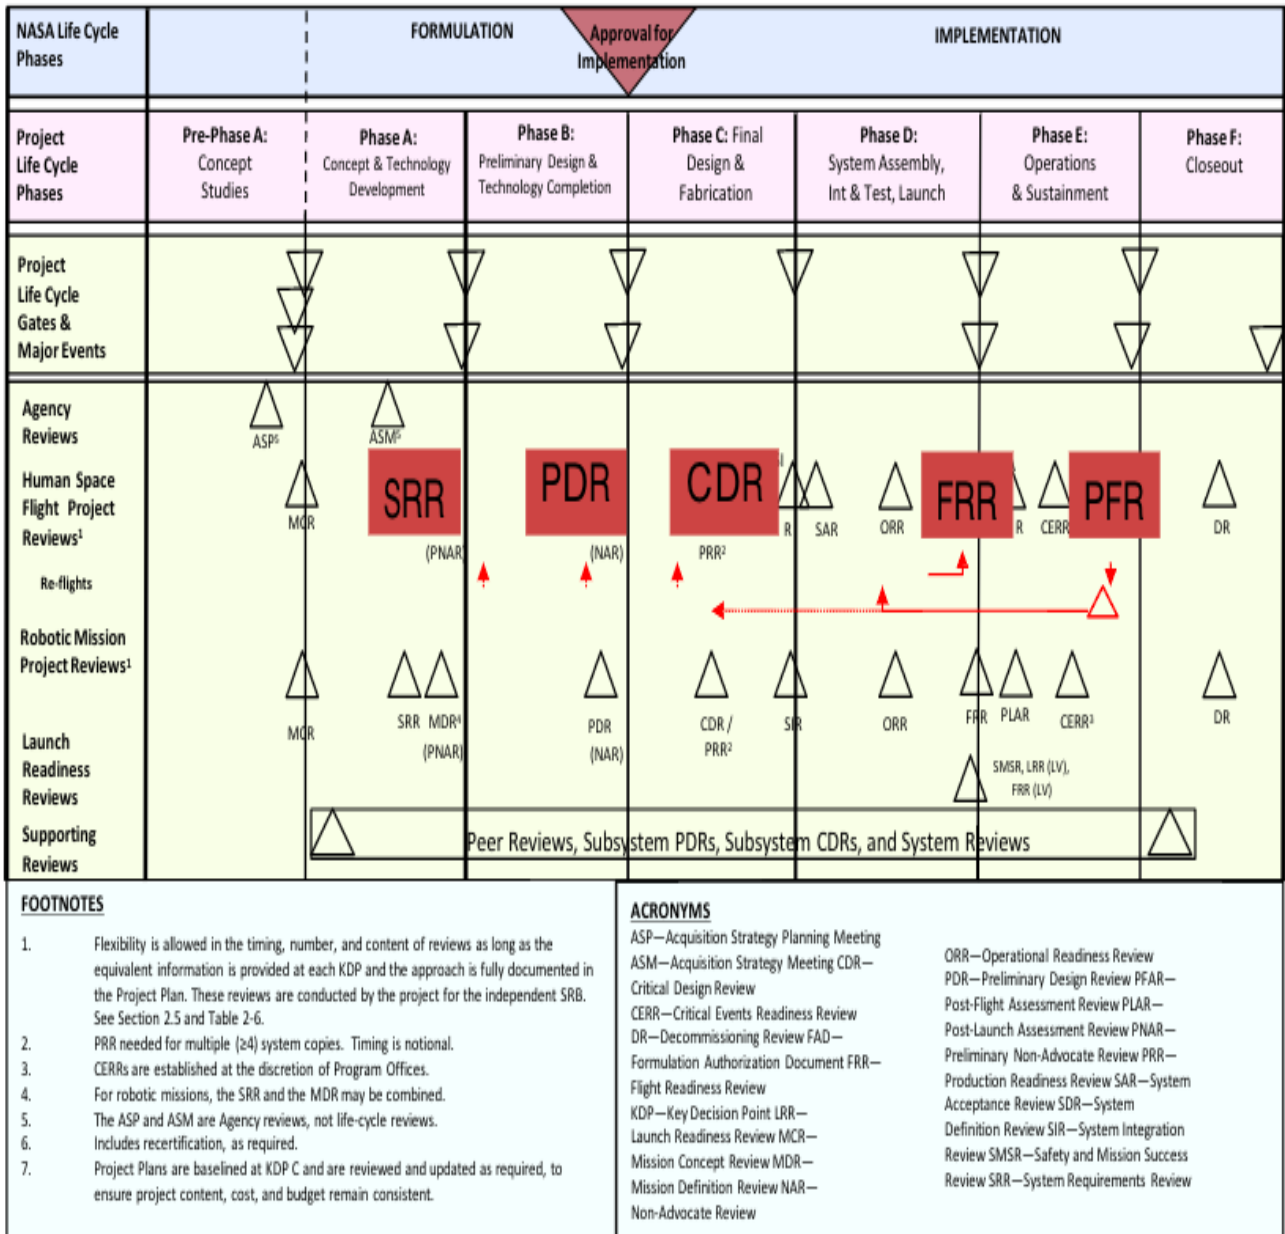 NASA Life Cycle
Phases
FORMULATION
Approval for
Implementation
IMPLEMENTATION
Project
Life Cycle
Phases
Pre-Phase A:
Concept
Studies
Phase A:
Concept & Technology
Development
Phase B:
Preliminary Design &
Technology Completion
Phase C: Final
Design &
Fabrication
Phase D:
System Assembly,
Int & Test, Launch
Phase E:
Operations
& Sustainment
Phase F:
Closeout
Project
Life Cycle
Gates &
Major Events
Agency
Reviews
ASP⁵
ASM⁵
Human Space
Flight Project
Reviews¹
MCR
SRR
(PNAR)
PDR
(NAR)
CDR
PRR²
R
SAR
ORR
FRR
R
CERR
PFR
DR
Re-flights
Robotic Mission
Project Reviews¹
MCR
SRR
MDR⁴
(PNAR)
PDR
(NAR)
CDR /
PRR²
SIR
ORR
FRR
PLAR
CERR³
DR
Launch
Readiness
Reviews
SMSR, LRR (LV),
FRR (LV)
Supporting
Reviews
Peer Reviews, Subsystem PDRs, Subsystem CDRs, and System Reviews
FOOTNOTES
1. Flexibility is allowed in the timing, number, and content of reviews as long as the
equivalent information is provided at each KDP and the approach is fully documented in
the Project Plan. These reviews are conducted by the project for the independent SRB.
See Section 2.5 and Table 2-6.
2. PRR needed for multiple (≥4) system copies. Timing is notional.
3. CERRs are established at the discretion of Program Offices.
4. For robotic missions, the SRR and the MDR may be combined.
5. The ASP and ASM are Agency reviews, not life-cycle reviews.
6. Includes recertification, as required.
7. Project Plans are baselined at KDP C and are reviewed and updated as required, to
ensure project content, cost, and budget remain consistent.
ACRONYMS
ASP—Acquisition Strategy Planning Meeting
ASM—Acquisition Strategy Meeting CDR—
Critical Design Review
CERR—Critical Events Readiness Review
DR—Decommissioning Review FAD—
Formulation Authorization Document FRR—
Flight Readiness Review
KDP—Key Decision Point LRR—
Launch Readiness Review MCR—
Mission Concept Review MDR—
Mission Definition Review NAR—
Non-Advocate Review
ORR—Operational Readiness Review
PDR—Preliminary Design Review PFAR—
Post-Flight Assessment Review PLAR—
Post-Launch Assessment Review PNAR—
Preliminary Non-Advocate Review PRR—
Production Readiness Review SAR—System
Acceptance Review SDR—System
Definition Review SIR—System Integration
Review SMSR—Safety and Mission Success
Review SRR—System Requirements Review